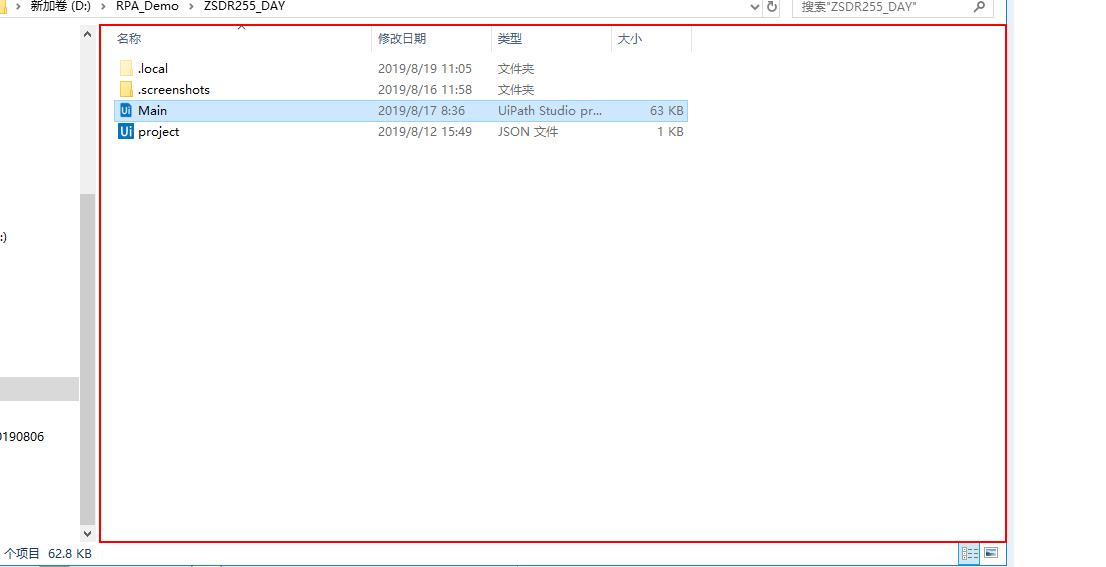 新加卷 (D:) › RPA_Demo › ZSDR255_DAY 搜索"ZSDR255_DAY"
名称 修改日期 类型 大小
.local 2019/8/19 11:05 文件夹
.screenshots 2019/8/16 11:58 文件夹
Ui Main 2019/8/17 8:36 UiPath Studio pr... 63 KB
Ui project 2019/8/12 15:49 JSON 文件 1 KB
:)
0190806
个项目 62.8 KB